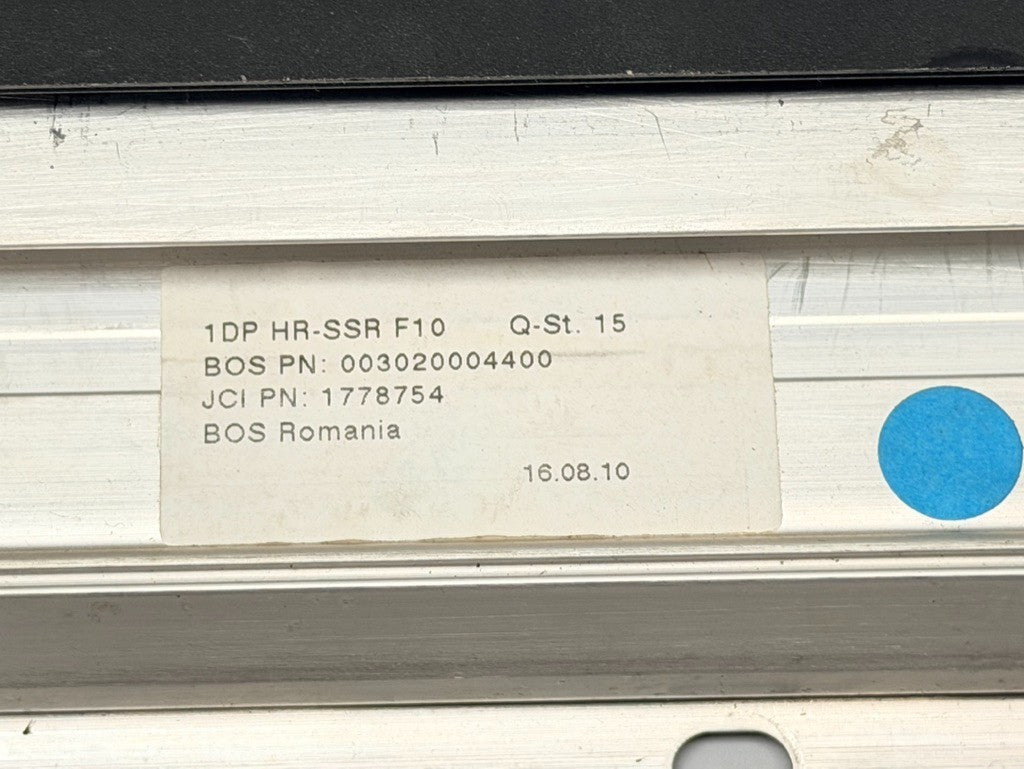 1DP HR-SSR F10 Q-St. 15
BOS PN: 003020004400
JCI PN: 1778754
BOS Romania
16.08.10